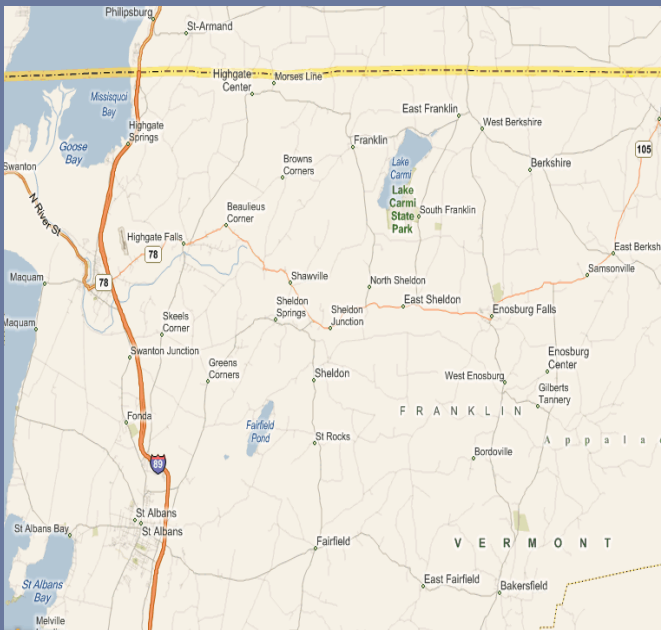 Philipsburg
St-Armand
Highgate
Center
Morses Line
Missisquoi
Bay
East Franklin
West Berkshire
Highgate
Springs
Franklin
105
Goose
Bay
Swanton
Browns
Corners
Lake
Carmi
Berkshire
Lake
Carmi
State
Park
N River St
Beaulieus
Corner
South Franklin
Highgate Falls
78
East Berks
Samsonville
Maquam
78
Shawville
North Sheldon
Sheldon
Springs
Sheldon
Junction
East Sheldon
Enosburg Falls
Maquam
Skeels
Corner
Swanton Junction
Greens
Corners
Sheldon
West Enosburg
Enosburg
Center
Gilberts
Tannery
FRANKLIN
Fonda
Fairfield
Pond
St Rocks
Appalac
89
Bordoville
St Albans
St Albans
St Albans Bay
Fairfield
VERMONT
St Albans
Bay
East Fairfield
Bakersfield
Melville